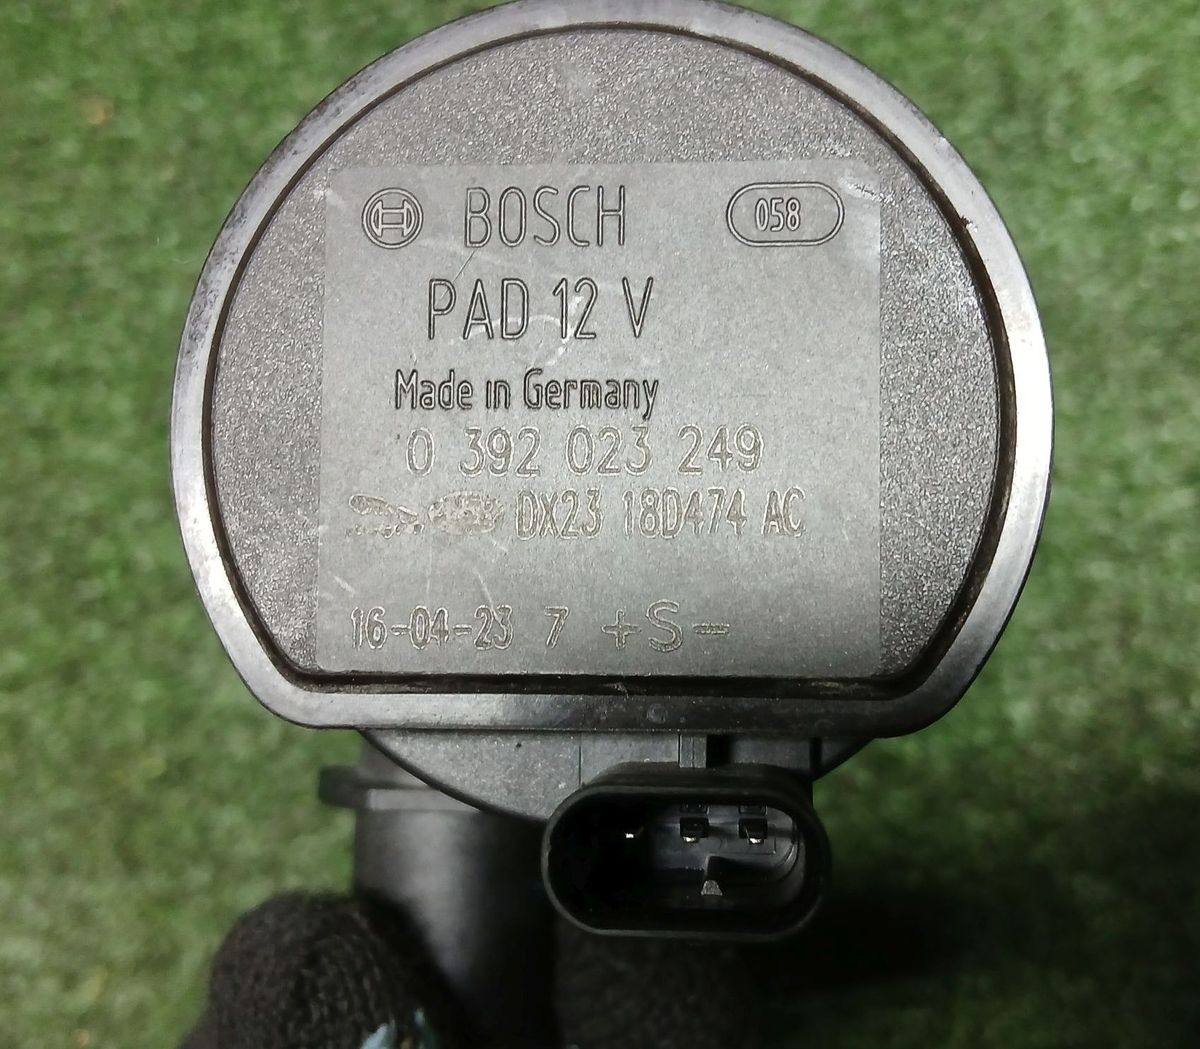 BOSCH 058
PAD 12 V
Made in Germany
0 392 023 249
DX23 18D474 AC
16-04-23 7 +S-